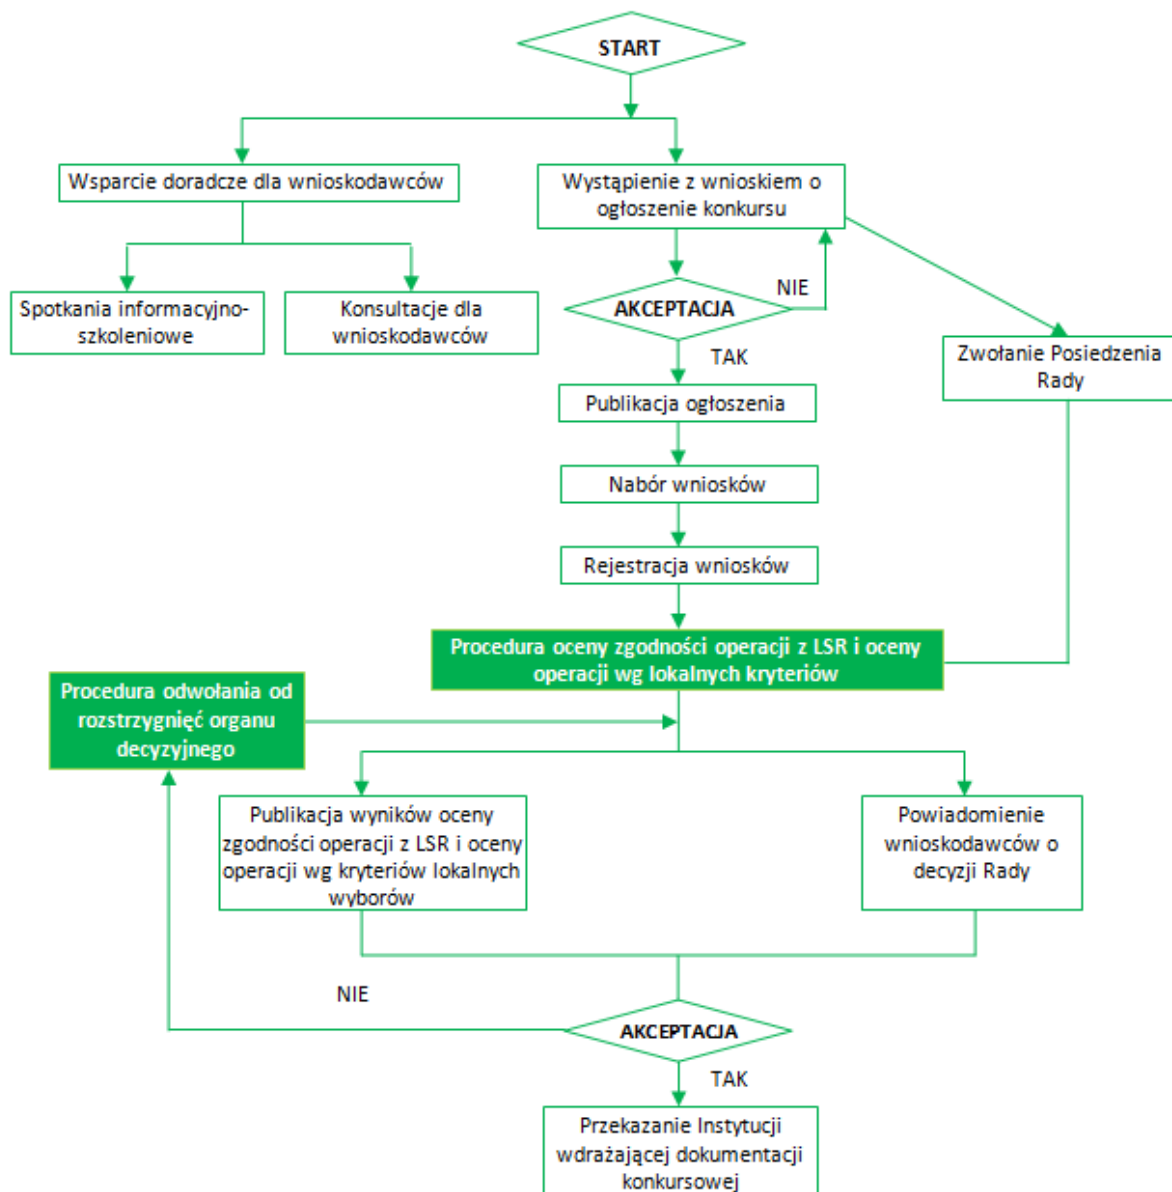 START
Wsparcie doradcze dla wnioskodawców
Wystąpienie z wnioskiem o
ogłoszenie konkursu
Spotkania informacyjno-
szkoleniowe
Konsultacje dla
wnioskodawców
AKCEPTACJA
NIE
TAK
Zwołanie Posiedzenia
Rady
Publikacja ogłoszenia
Nabór wniosków
Rejestracja wniosków
Procedura oceny zgodności operacji z LSR i oceny
operacji wg lokalnych kryteriów
Procedura odwołania od
rozstrzygnięć organu
decyzyjnego
Publikacja wyników oceny
zgodności operacji z LSR i oceny
operacji wg kryteriów lokalnych
wyborów
Powiadomienie
wnioskodawców o
decyzji Rady
NIE
AKCEPTACJA
TAK
Przekazanie Instytucji
wdrażającej dokumentacji
konkursowej